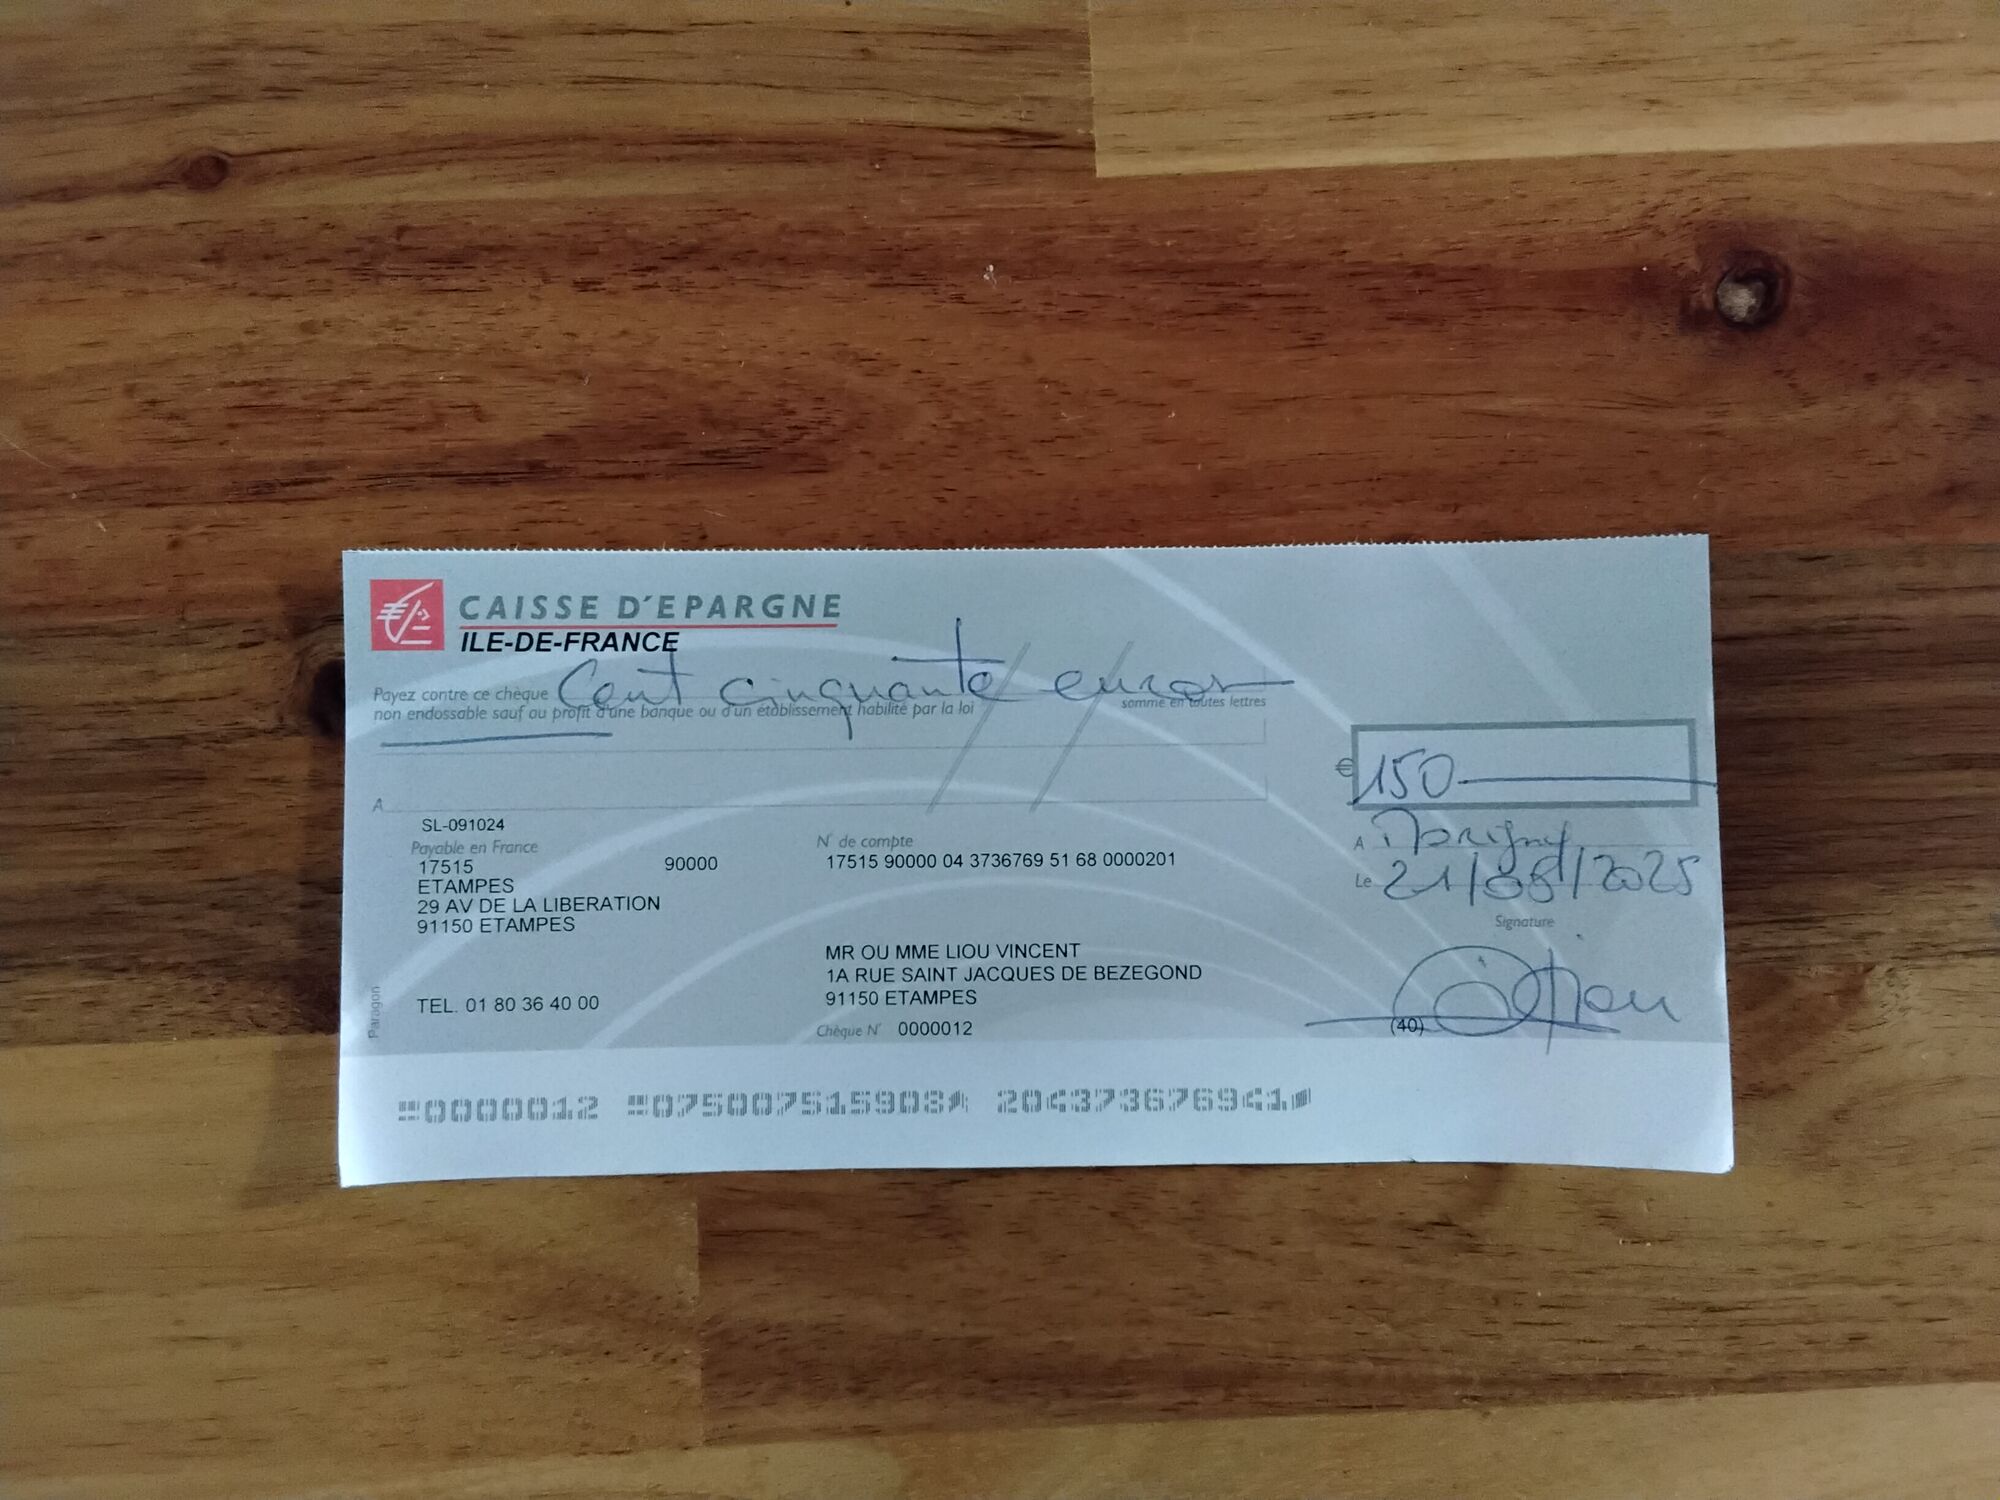 CAISSE D'EPARGNE
ILE-DE-FRANCE
Payez contre ce chèque Cent cinquante euros
non endossable sauf au profit d'une banque ou d'un établissement habilité par la loi
somme en toutes lettres
€ 150
A
SL-091024
Payable en France
17515 90000
ETAMPES
29 AV DE LA LIBERATION
91150 ETAMPES
TEL. 01 80 36 40 00
Paragon
N° de compte
17515 90000 04 3736769 51 68 0000201
MR OU MME LIOU VINCENT
1A RUE SAINT JACQUES DE BEZEGOND
91150 ETAMPES
Chèque N° 0000012
A Morigny
Le 21/08/2025
Signature
(40)
0000012 075007515908 204373676941